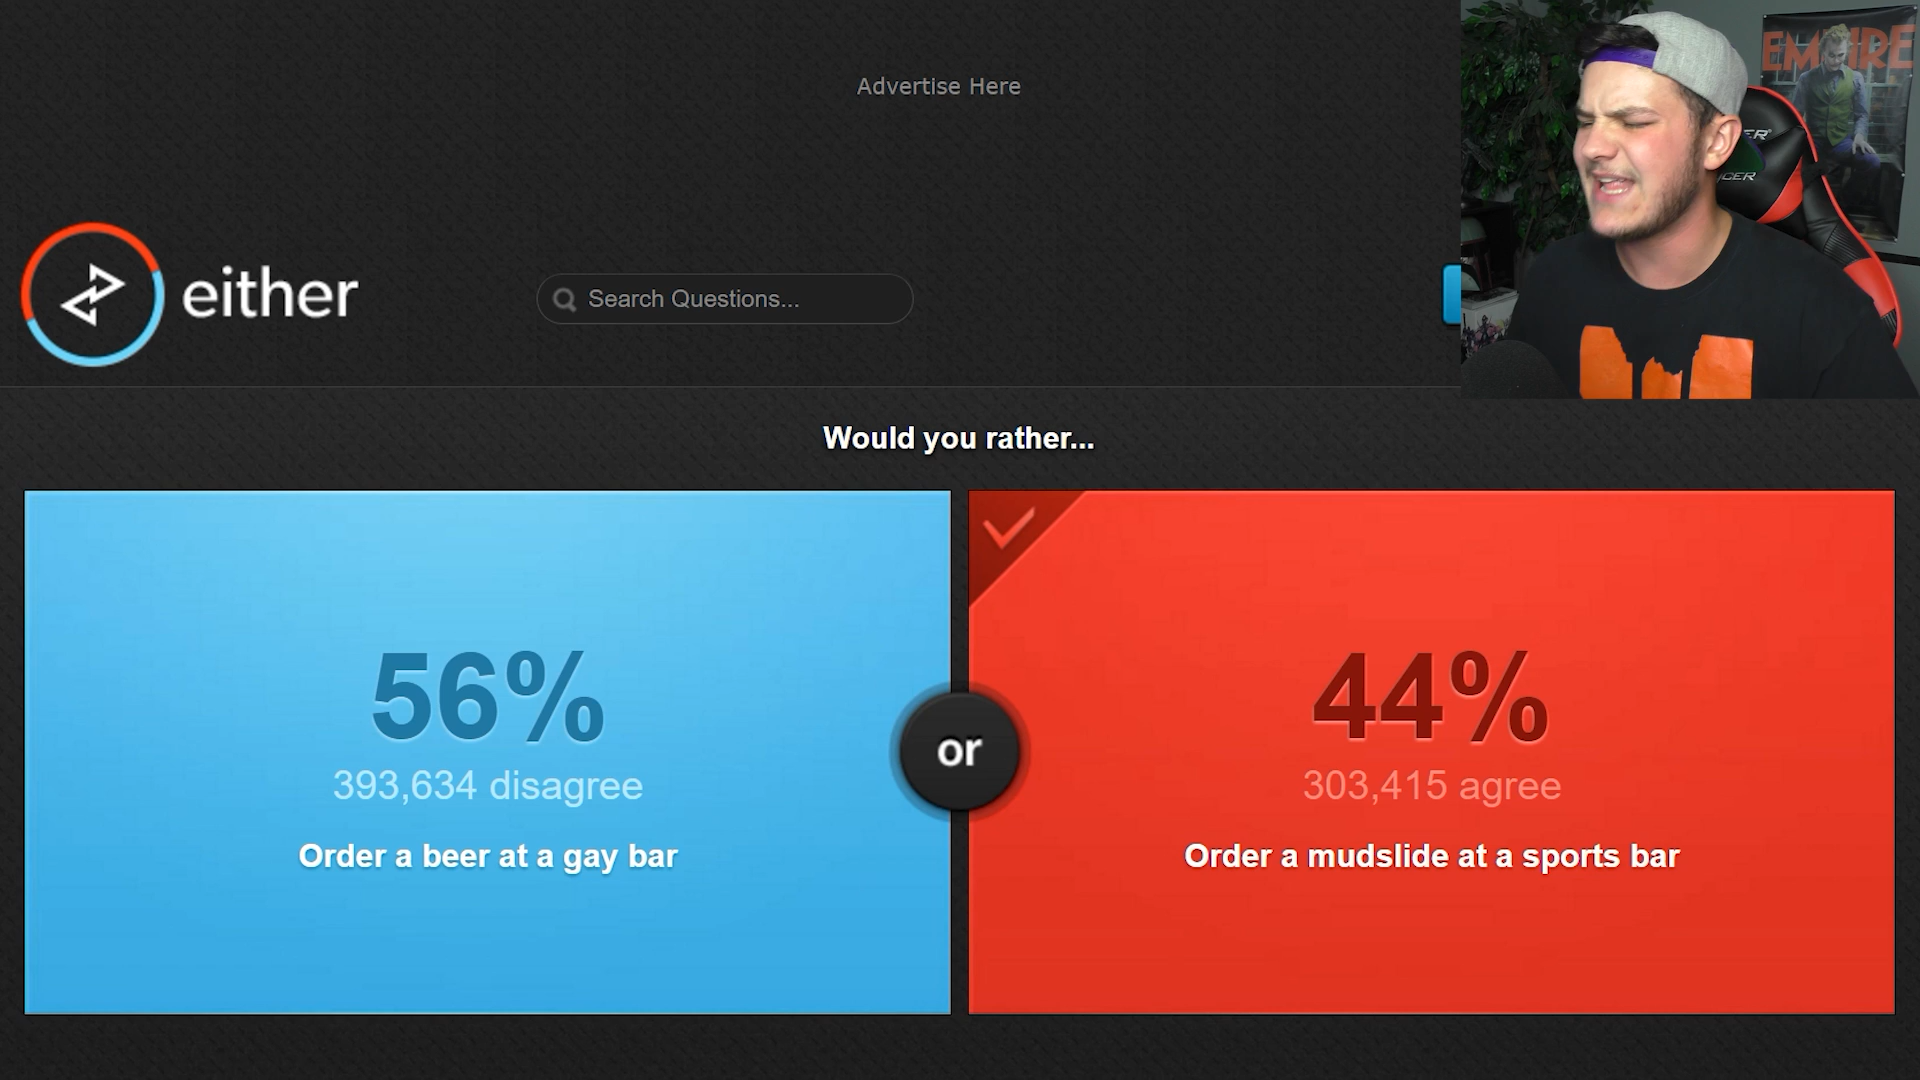 Advertise Here
EMPIRE
either
Search Questions...
Would you rather...
56%
393,634 disagree
Order a beer at a gay bar
or
44%
303,415 agree
Order a mudslide at a sports bar